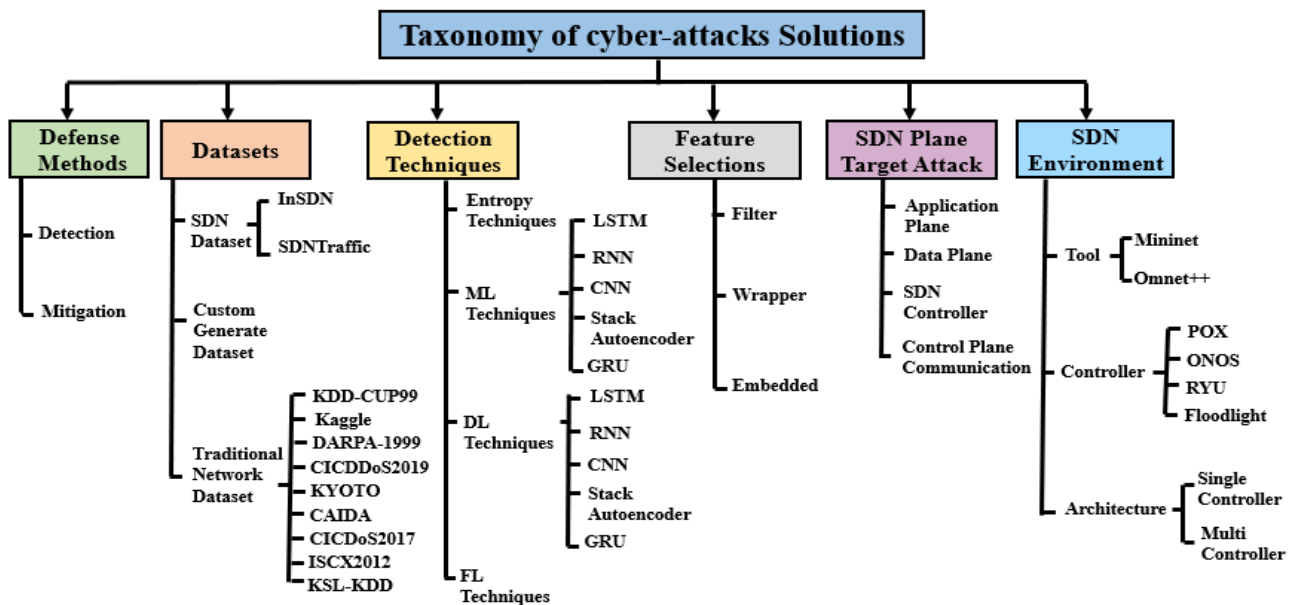 Taxonomy of cyber-attacks Solutions
Defense
Methods
Detection
Mitigation
Datasets
SDN
Dataset
InSDN
SDNTraffic
Custom
Generate
Dataset
Traditional
Network
Dataset
KDD-CUP99
Kaggle
DARPA-1999
CICDDoS2019
KYOTO
CAIDA
CICDoS2017
ISCX2012
KSL-KDD
Detection
Techniques
Entropy
Techniques
ML
Techniques
LSTM
RNN
CNN
Stack
Autoencoder
GRU
DL
Techniques
LSTM
RNN
CNN
Stack
Autoencoder
GRU
FL
Techniques
Feature
Selections
Filter
Wrapper
Embedded
SDN Plane
Target Attack
Application
Plane
Data Plane
SDN
Controller
Control Plane
Communication
SDN
Environment
Tool
Mininet
Omnet++
Controller
POX
ONOS
RYU
Floodlight
Architecture
Single
Controller
Multi
Controller